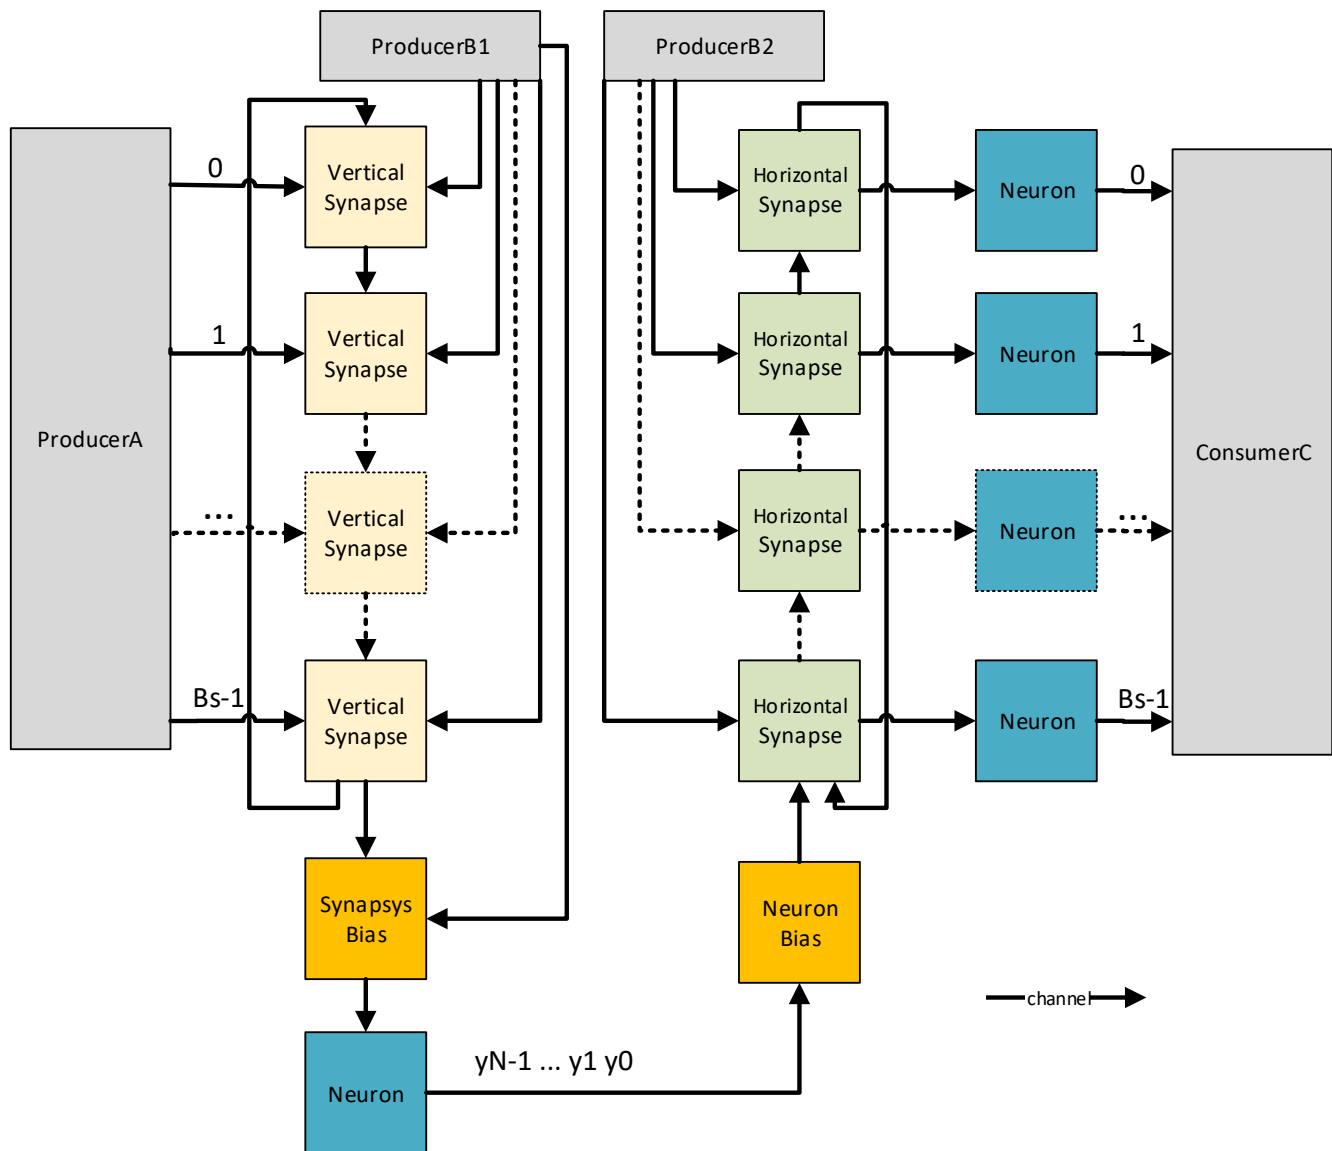 ProducerB1
ProducerB2
ProducerA
0
Vertical
Synapse
1
Vertical
Synapse
...
Vertical
Synapse
Bs-1
Vertical
Synapse
Synapsys
Bias
Neuron
yN-1 ... y1 y0
Horizontal
Synapse
Neuron
0
Horizontal
Synapse
Neuron
1
Horizontal
Synapse
Neuron
...
Horizontal
Synapse
Neuron
Bs-1
ConsumerC
Neuron
Bias
channel